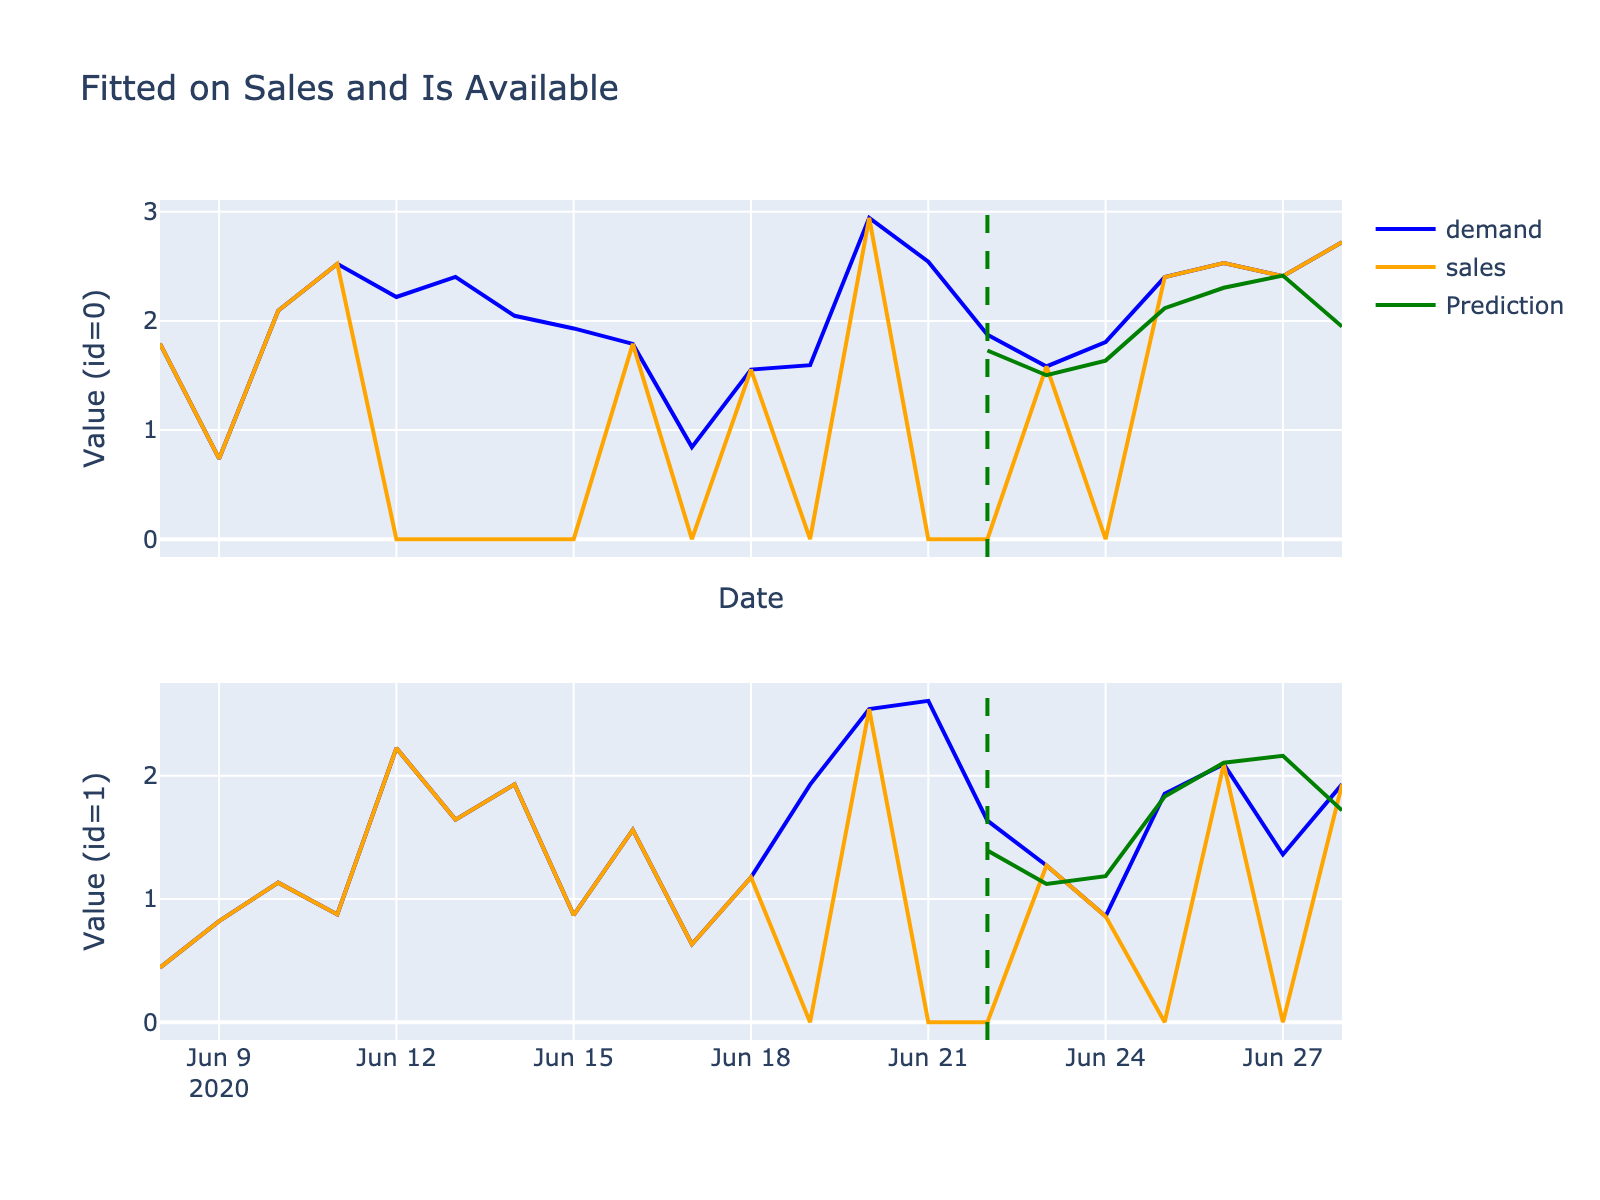 Fitted on Sales and Is Available
demand
sales
Prediction
Value (id=0)
3
2
1
0
Date
Value (id=1)
2
1
0
Jun 9
2020
Jun 12
Jun 15
Jun 18
Jun 21
Jun 24
Jun 27